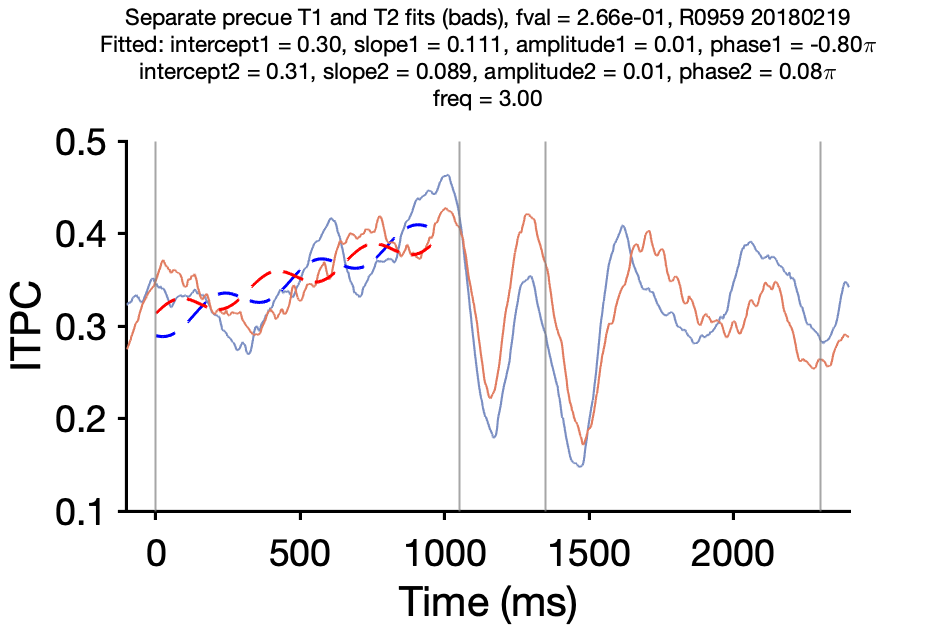 Separate precue T1 and T2 fits (bads), fval = 2.66e-01, R0959 20180219
Fitted: intercept1 = 0.30, slope1 = 0.111, amplitude1 = 0.01, phase1 = -0.80π
intercept2 = 0.31, slope2 = 0.089, amplitude2 = 0.01, phase2 = 0.08π
freq = 3.00
0.5
0.4
0.3
0.2
0.1
ITPC
0 500 1000 1500 2000
Time (ms)